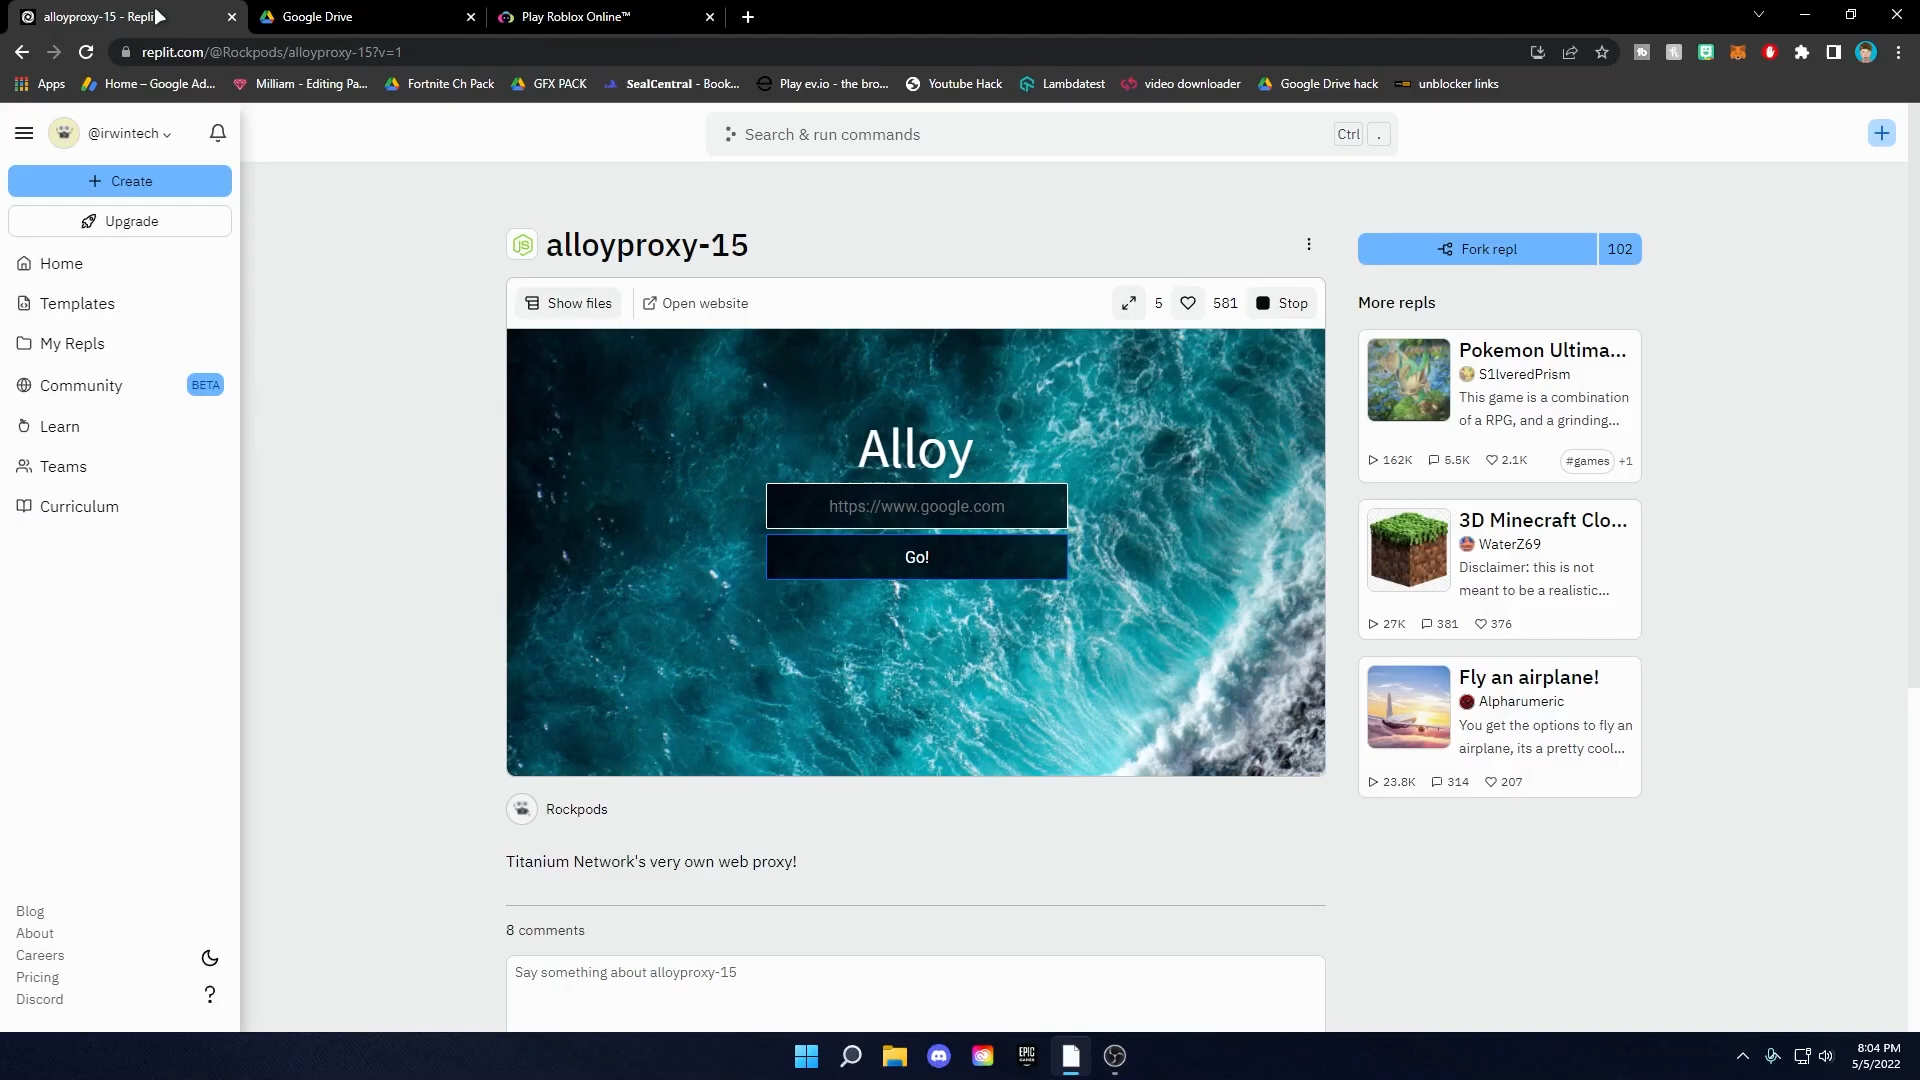 alloyproxy-15 - Repli
Google Drive
Play Roblox Online™
replit.com/@Rockpods/alloyproxy-15?v=1
Apps
Home – Google Ad...
Milliam - Editing Pa...
Fortnite Ch Pack
GFX PACK
SealCentral - Book...
Play ev.io - the bro...
Youtube Hack
Lambdatest
video downloader
Google Drive hack
unblocker links
@irwintech
Search & run commands
Ctrl .
+ Create
Upgrade
Home
Templates
My Repls
Community BETA
Learn
Teams
Curriculum
Blog
About
Careers
Pricing
Discord
?
JS
alloyproxy-15
Show files
Open website
5
581
Stop
Alloy
https://www.google.com
Go!
Rockpods
Titanium Network's very own web proxy!
8 comments
Say something about alloyproxy-15
Fork repl 102
More repls
Pokemon Ultima...
S1lveredPrism
This game is a combination
of a RPG, and a grinding...
162K 5.5K 2.1K #games +1
3D Minecraft Clo...
WaterZ69
Disclaimer: this is not
meant to be a realistic...
27K 381 376
Fly an airplane!
Alpharumeric
You get the options to fly an
airplane, its a pretty cool...
23.8K 314 207
EPIC
GAMES
8:04 PM
5/5/2022